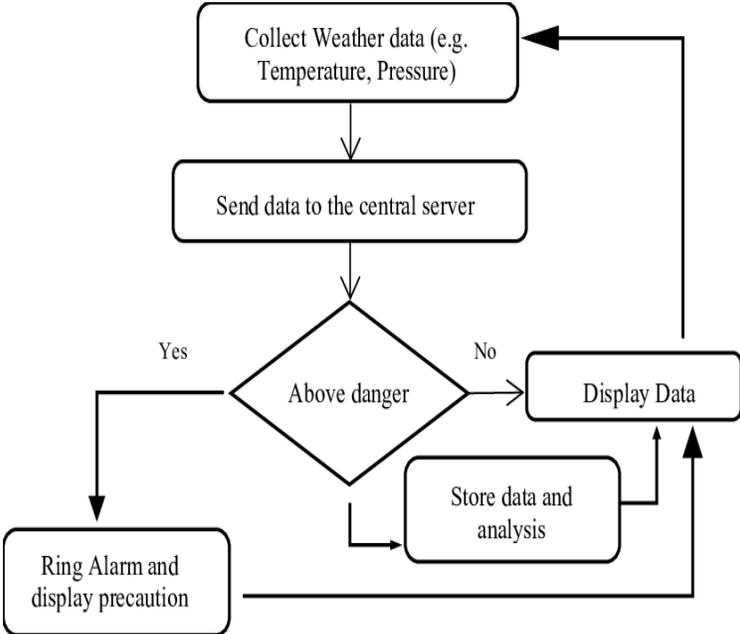 Collect Weather data (e.g.
Temperature, Pressure)
Send data to the central server
Yes
No
Above danger
Display Data
Store data and
analysis
Ring Alarm and
display precaution